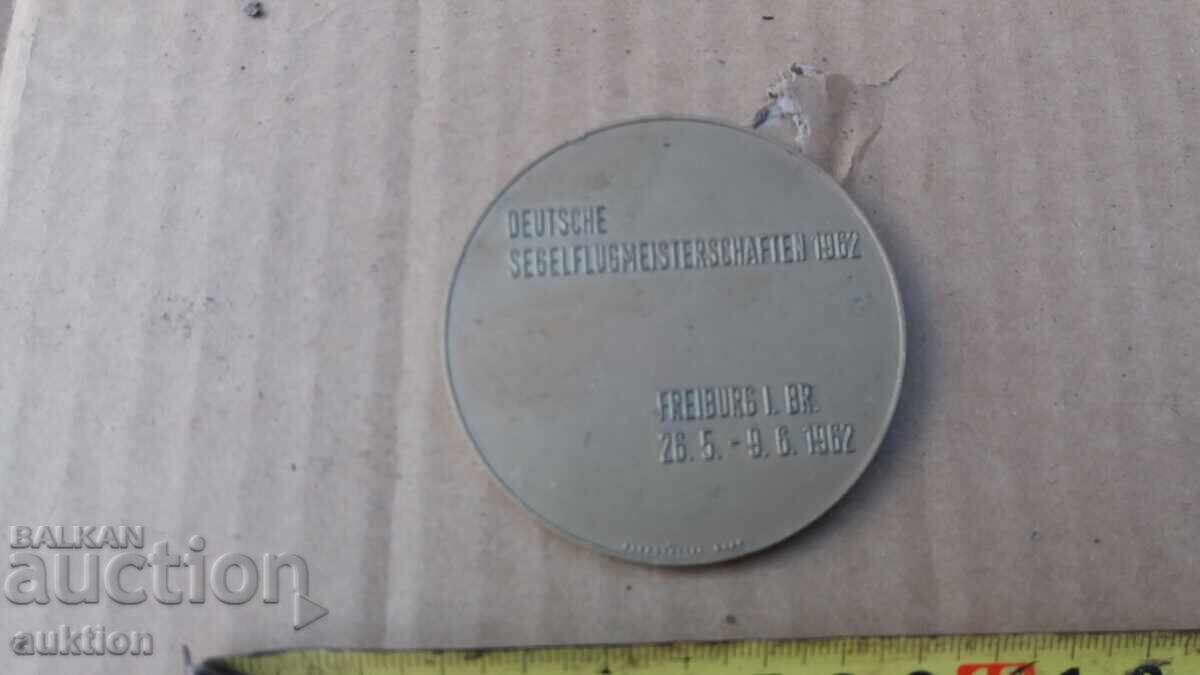 DEUTSCHE
SEGELFLUGMEISTERSCHAFTEN 1962
FREIBURG I. BR.
26. 5. - 9. 6. 1962
BALKAN
auction
auktion